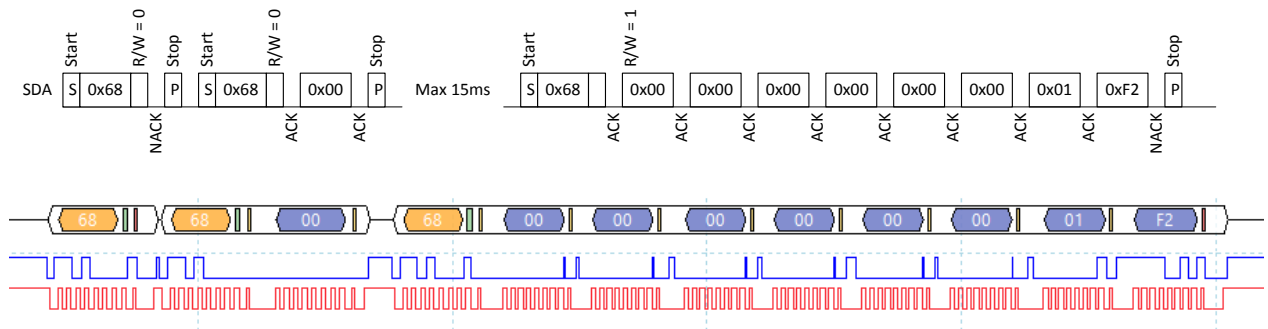 Start R/W = 0 Stop Start R/W = 0 Stop Start R/W = 1 Stop
SDA S 0x68 P S 0x68 0x00 P Max 15ms S 0x68 0x00 0x00 0x00 0x00 0x00 0x00 0x01 0xF2 P
NACK ACK ACK ACK ACK ACK ACK ACK ACK ACK ACK NACK
68 68 00 68 00 00 00 00 00 00 01 F2